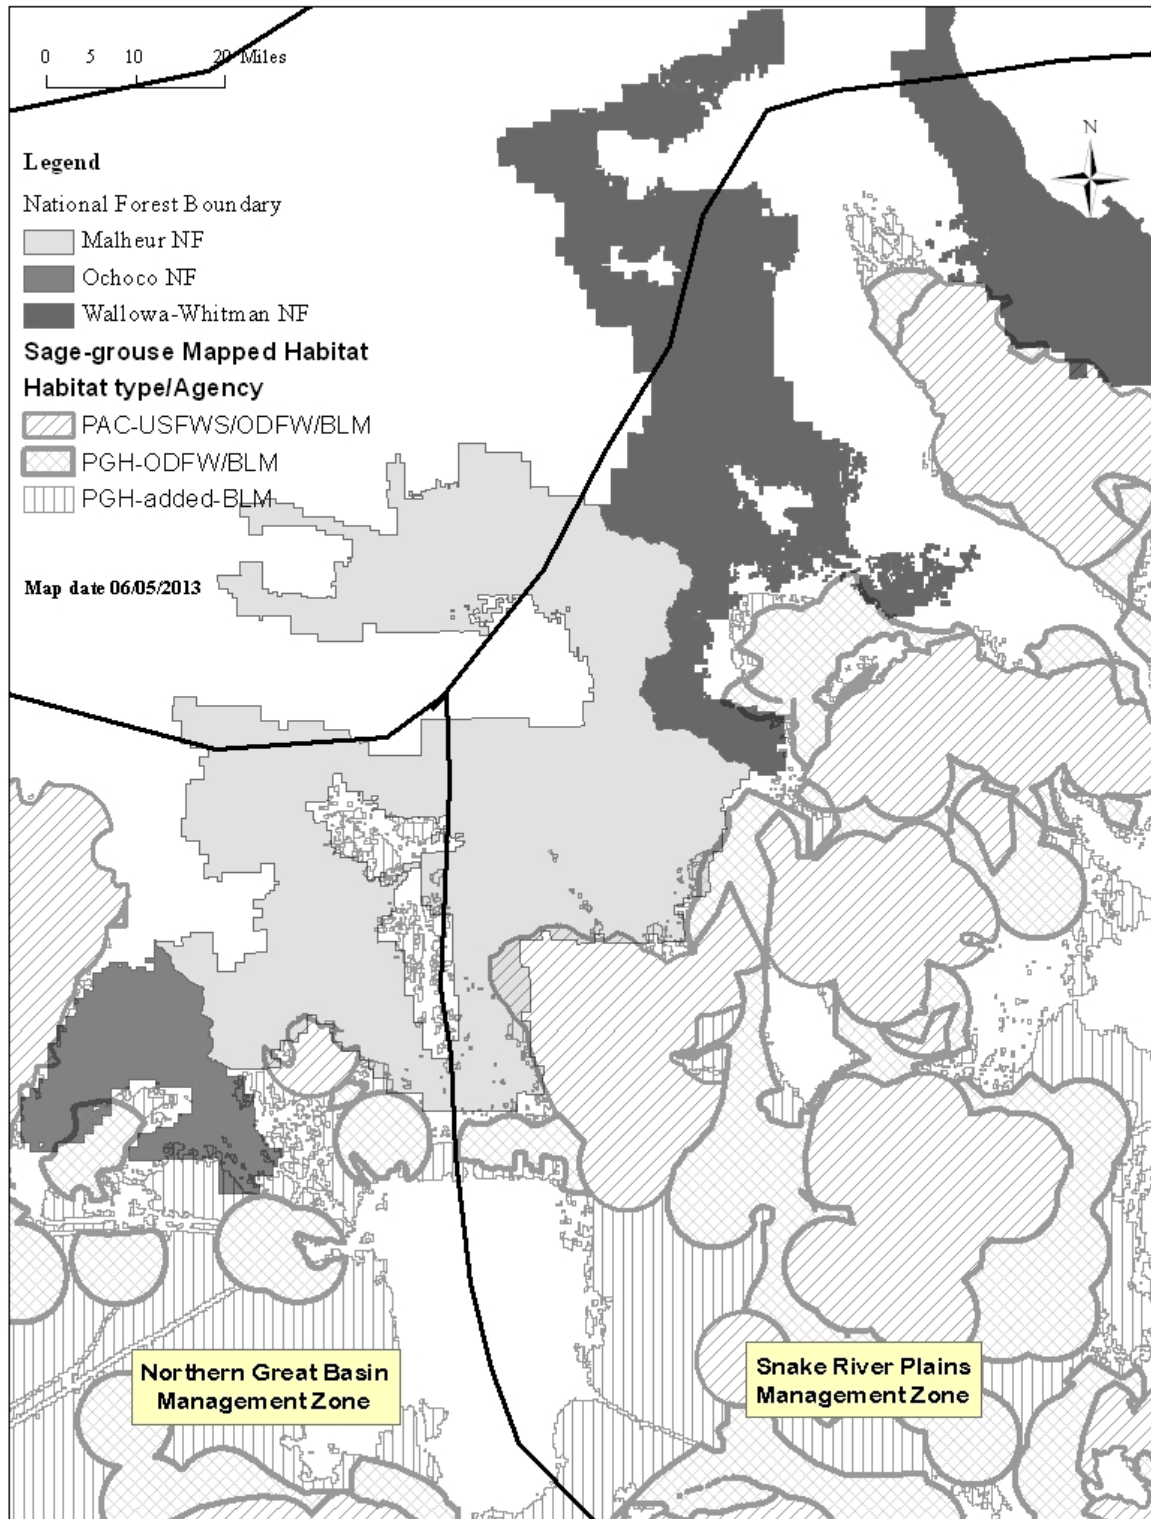 0 5 10 20 Miles
N
Legend
National Forest Boundary
Malheur NF
Ochoco NF
Wallowa-Whitman NF
Sage-grouse Mapped Habitat
Habitat type/Agency
PAC-USFWS/ODFW/BLM
PGH-ODFW/BLM
PGH-added-BLM
Map date 06/05/2013
Northern Great Basin
Management Zone
Snake River Plains
Management Zone